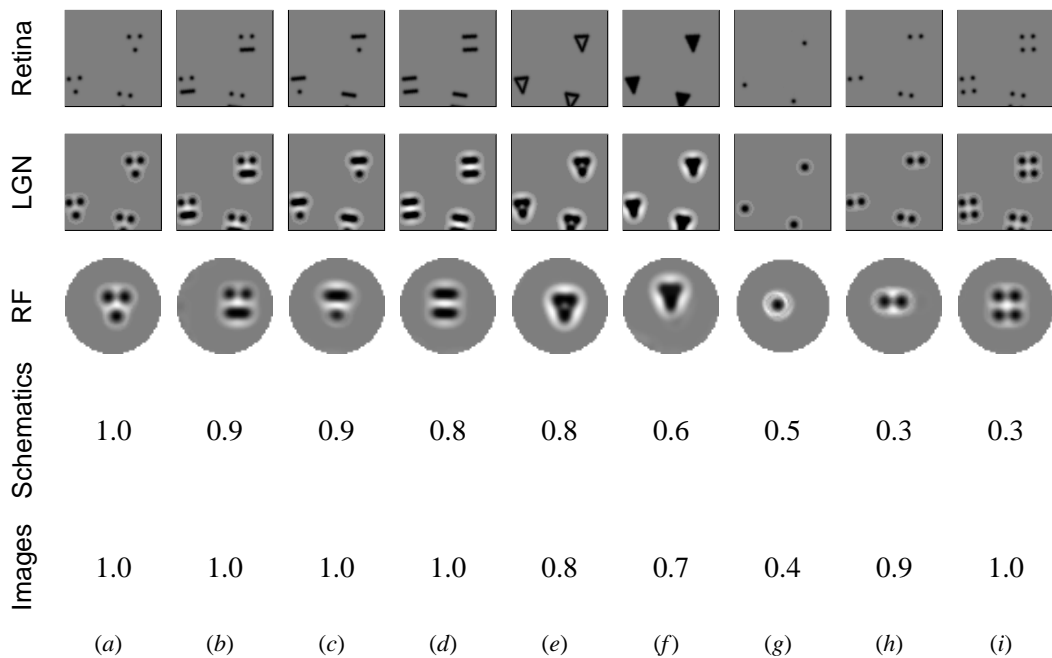 Retina
LGN
RF
Schematics 1.0 0.9 0.9 0.8 0.8 0.6 0.5 0.3 0.3
Images 1.0 1.0 1.0 1.0 0.8 0.7 0.4 0.9 1.0
(a) (b) (c) (d) (e) (f) (g) (h) (i)